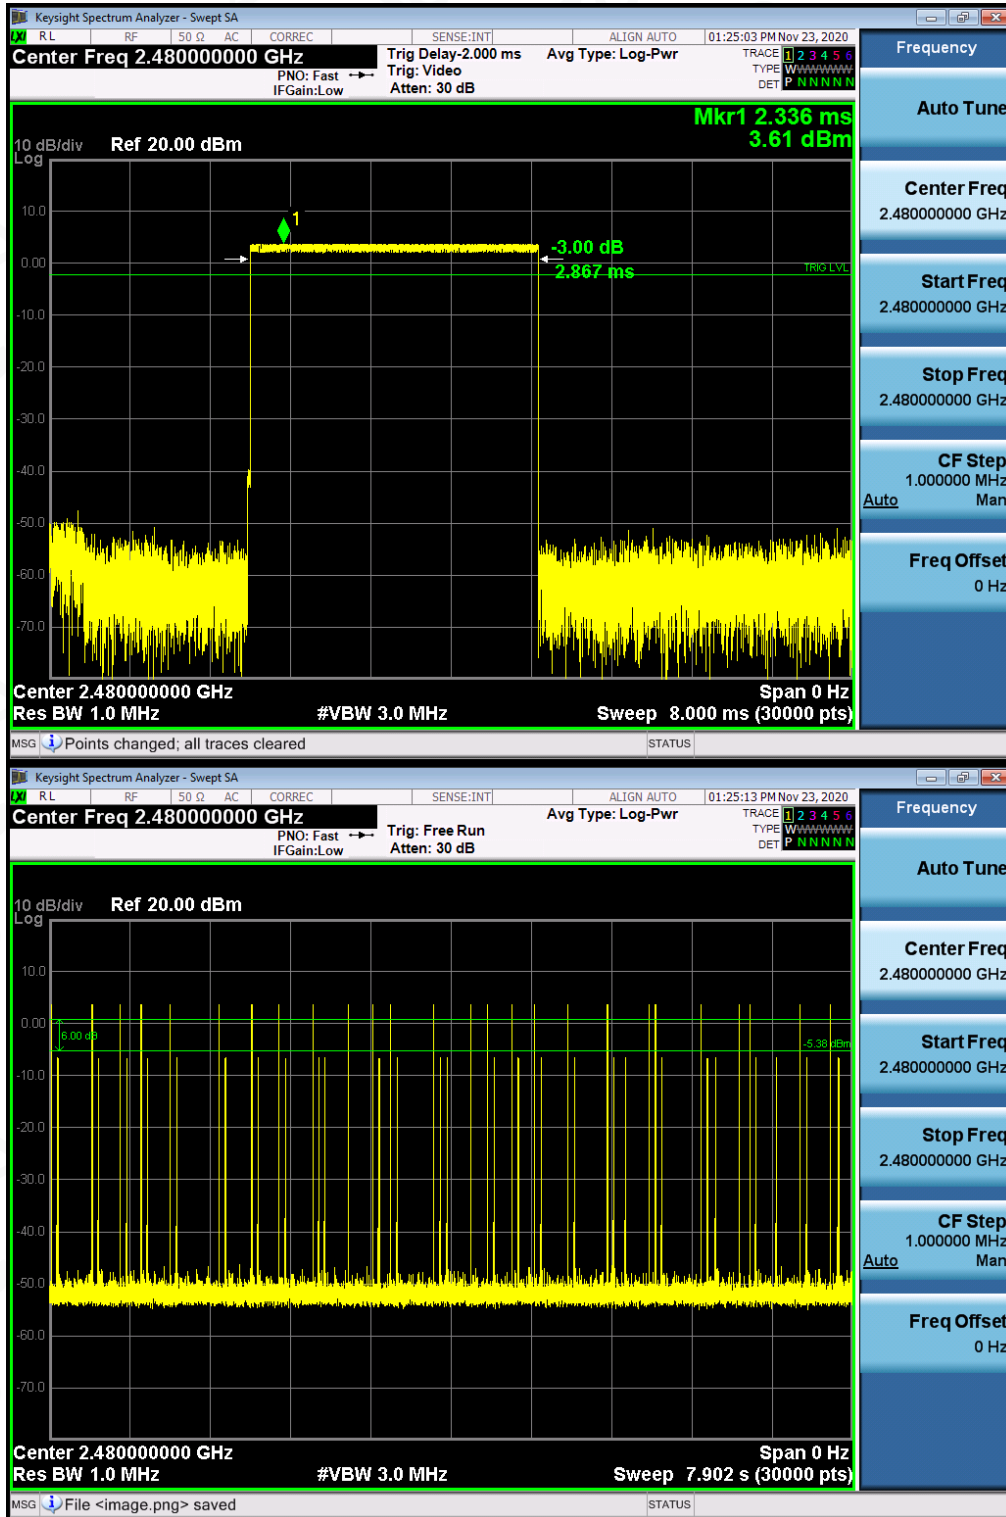 Keysight Spectrum Analyzer - Swept SA
LXI RL RF 50 Ω AC CORREC SENSE:INT ALIGN AUTO 01:25:03 PM Nov 23, 2020
Center Freq 2.480000000 GHz
PNO: Fast
IFGain:Low
Trig Delay-2.000 ms
Trig: Video
Atten: 30 dB
Avg Type: Log-Pwr
TRACE 1 2 3 4 5 6
TYPE WWWWWW
DET P N N N N N
Mkr1 2.336 ms
3.61 dBm
10 dB/div Ref 20.00 dBm
Log
10.0
1
-3.00 dB
0.00
TRIG LVL
2.867 ms
-10.0
-20.0
-30.0
-40.0
-50.0
-60.0
-70.0
Center 2.480000000 GHz Span 0 Hz
Res BW 1.0 MHz #VBW 3.0 MHz Sweep 8.000 ms (30000 pts)
MSG Points changed; all traces cleared STATUS
Frequency
Auto Tune
Center Freq
2.480000000 GHz
Start Freq
2.480000000 GHz
Stop Freq
2.480000000 GHz
CF Step
1.000000 MHz
Auto Man
Freq Offset
0 Hz
Keysight Spectrum Analyzer - Swept SA
LXI RL RF 50 Ω AC CORREC SENSE:INT ALIGN AUTO 01:25:13 PM Nov 23, 2020
Center Freq 2.480000000 GHz
PNO: Fast
IFGain:Low
Trig: Free Run
Atten: 30 dB
Avg Type: Log-Pwr
TRACE 1 2 3 4 5 6
TYPE WWWWWW
DET P N N N N N
10 dB/div Ref 20.00 dBm
Log
10.0
0.00
6.00 dB
-5.38 dBm
-10.0
-20.0
-30.0
-40.0
-50.0
-60.0
-70.0
Center 2.480000000 GHz Span 0 Hz
Res BW 1.0 MHz #VBW 3.0 MHz Sweep 7.902 s (30000 pts)
MSG File <image.png> saved STATUS
Frequency
Auto Tune
Center Freq
2.480000000 GHz
Start Freq
2.480000000 GHz
Stop Freq
2.480000000 GHz
CF Step
1.000000 MHz
Auto Man
Freq Offset
0 Hz